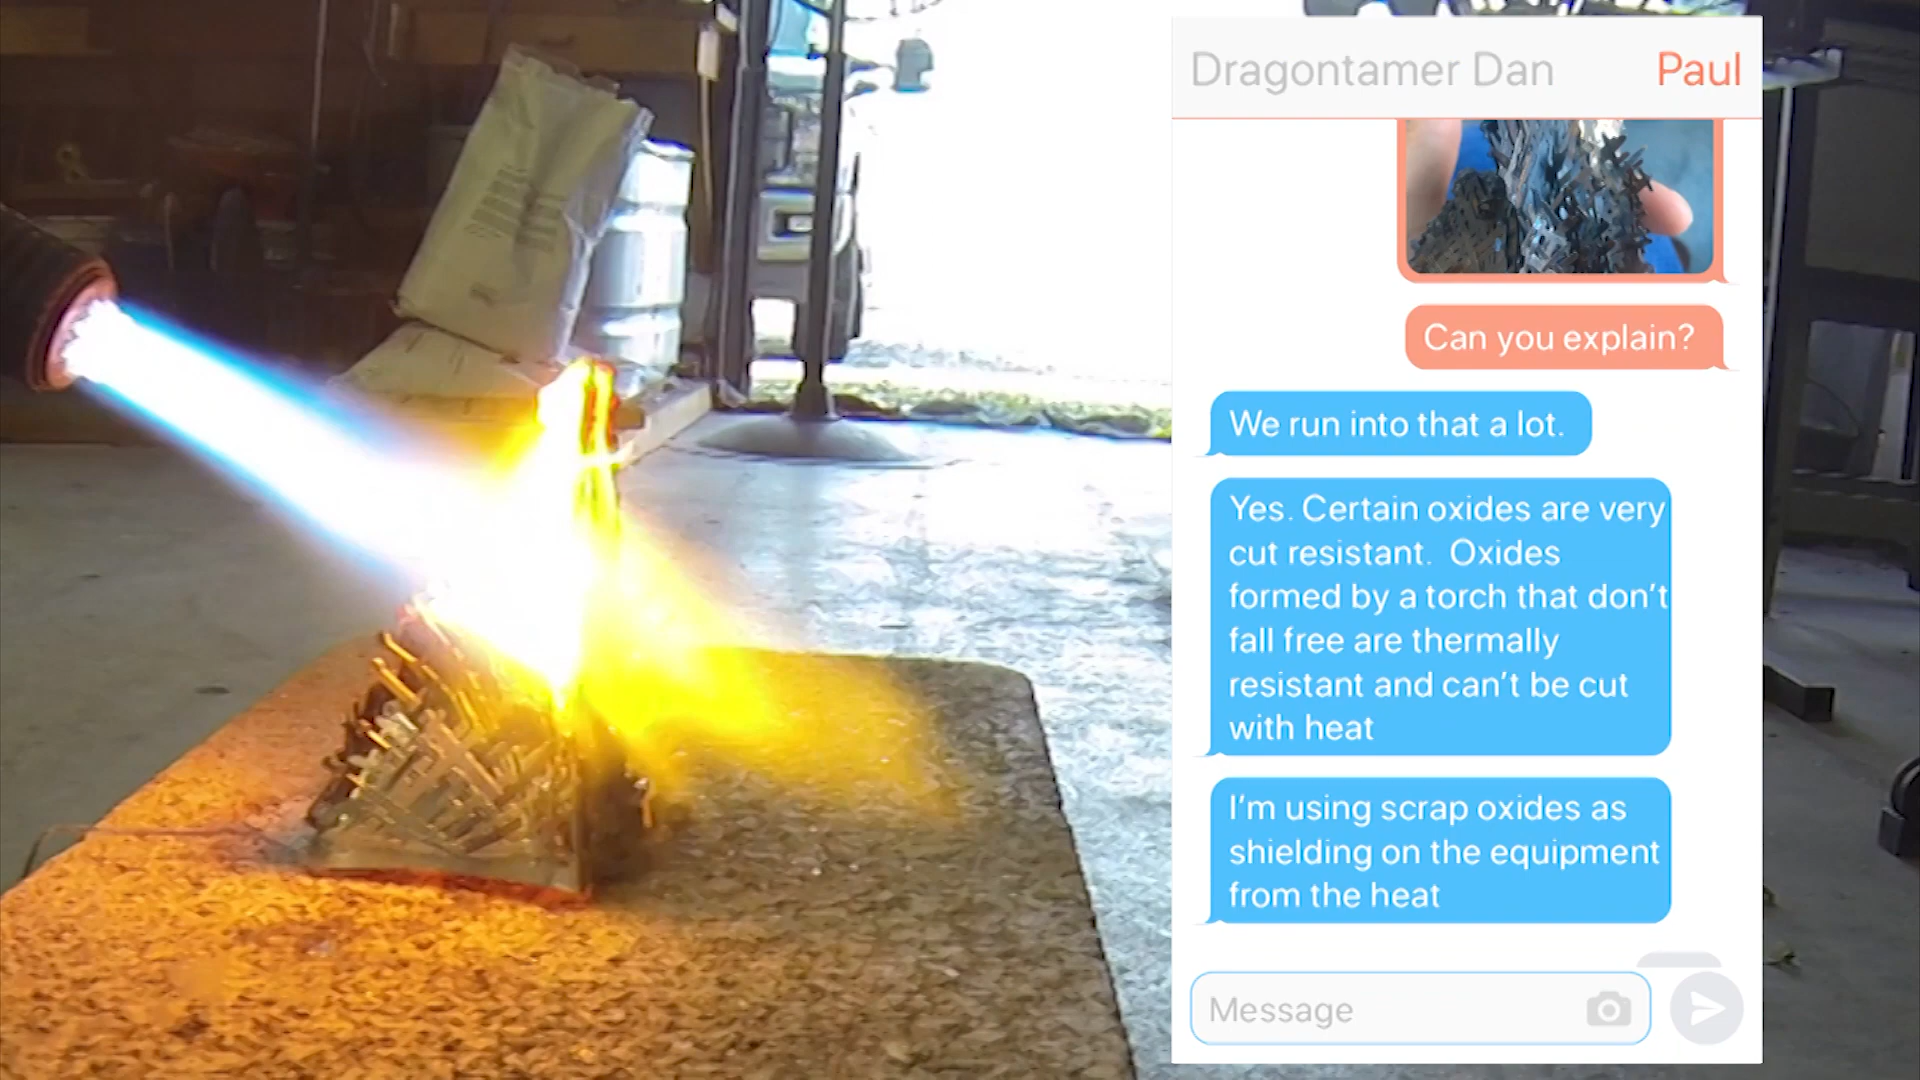 Dragontamer Dan
Paul
Can you explain?
We run into that a lot.
Yes. Certain oxides are very
cut resistant.  Oxides
formed by a torch that don't
fall free are thermally
resistant and can't be cut
with heat
I'm using scrap oxides as
shielding on the equipment
from the heat
Message